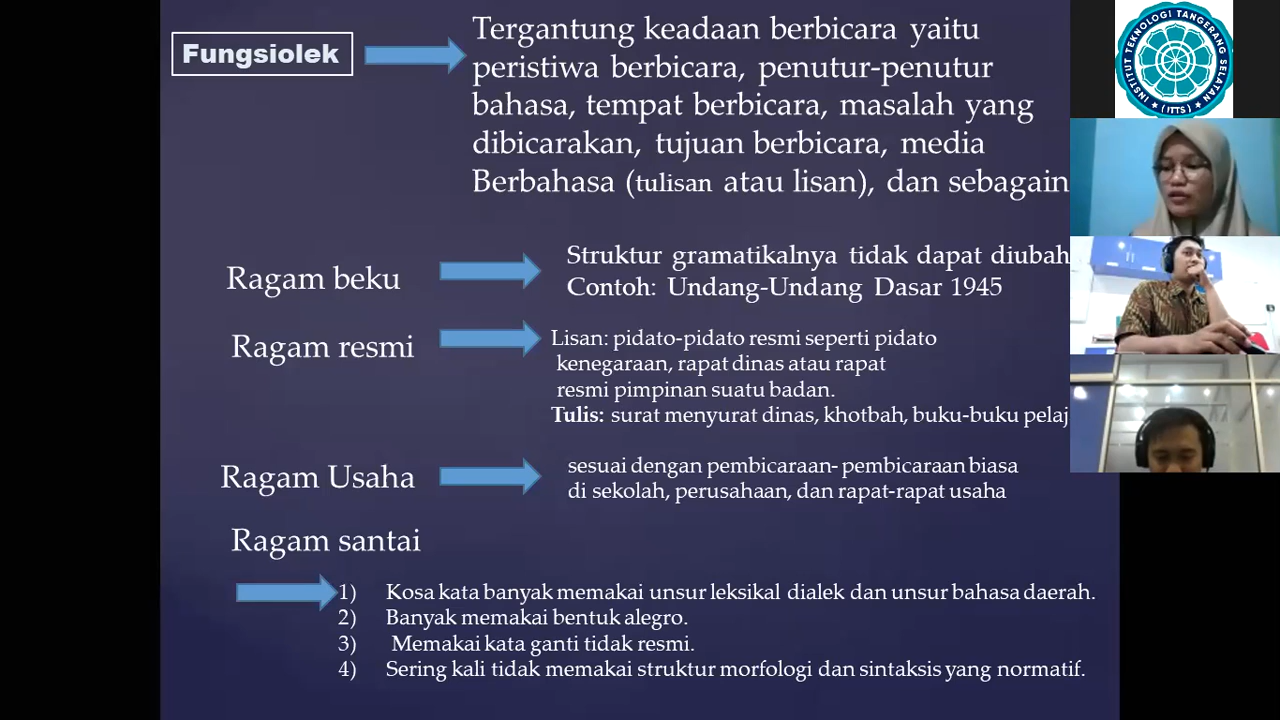 Fungsiolek
Tergantung keadaan berbicara yaitu
peristiwa berbicara, penutur-penutur
bahasa, tempat berbicara, masalah yang
dibicarakan, tujuan berbicara, media
Berbahasa (tulisan atau lisan), dan sebagain
Ragam beku
Struktur gramatikalnya tidak dapat diubah
Contoh: Undang-Undang Dasar 1945
Ragam resmi
Lisan: pidato-pidato resmi seperti pidato
kenegaraan, rapat dinas atau rapat
resmi pimpinan suatu badan.
Tulis: surat menyurat dinas, khotbah, buku-buku pelaj
Ragam Usaha
sesuai dengan pembicaraan- pembicaraan biasa
di sekolah, perusahaan, dan rapat-rapat usaha
Ragam santai
1) Kosa kata banyak memakai unsur leksikal dialek dan unsur bahasa daerah.
2) Banyak memakai bentuk alegro.
3) Memakai kata ganti tidak resmi.
4) Sering kali tidak memakai struktur morfologi dan sintaksis yang normatif.
INSTITUT TEKNOLOGI TANGERANG SELATAN
(ITTS)